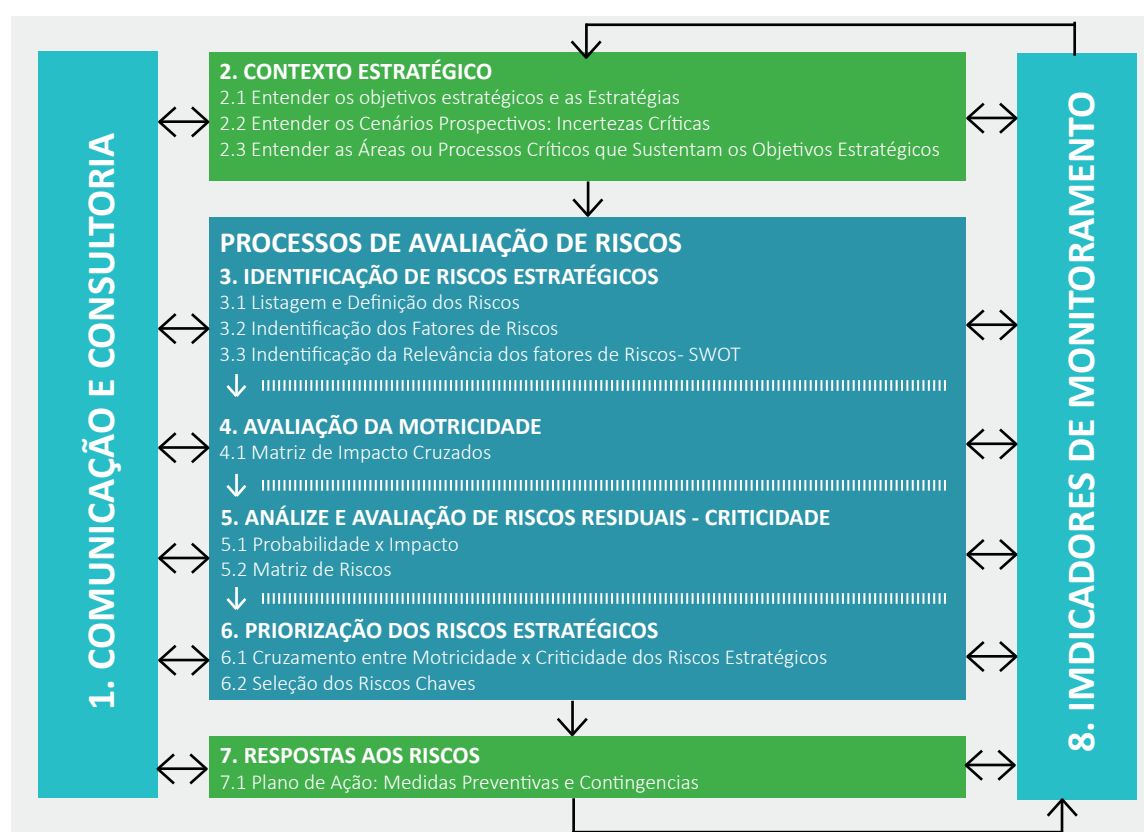 1. COMUNICAÇÃO E CONSULTORIA
2. CONTEXTO ESTRATÉGICO
2.1 Entender os objetivos estratégicos e as Estratégias
2.2 Entender os Cenários Prospectivos: Incertezas Críticas
2.3 Entender as Áreas ou Processos Críticos que Sustentam os Objetivos Estratégicos
PROCESSOS DE AVALIAÇÃO DE RISCOS
3. IDENTIFICAÇÃO DE RISCOS ESTRATÉGICOS
3.1 Listagem e Definição dos Riscos
3.2 Indentificação dos Fatores de Riscos
3.3 Indentificação da Relevância dos fatores de Riscos- SWOT
4. AVALIAÇÃO DA MOTRICIDADE
4.1 Matriz de Impacto Cruzados
5. ANÁLIZE E AVALIAÇÃO DE RISCOS RESIDUAIS - CRITICIDADE
5.1 Probabilidade x Impacto
5.2 Matriz de Riscos
6. PRIORIZAÇÃO DOS RISCOS ESTRATÉGICOS
6.1 Cruzamento entre Motricidade x Criticidade dos Riscos Estratégicos
6.2 Seleção dos Riscos Chaves
7. RESPOSTAS AOS RISCOS
7.1 Plano de Ação: Medidas Preventivas e Contingencias
8. IMDICADORES DE MONITORAMENTO